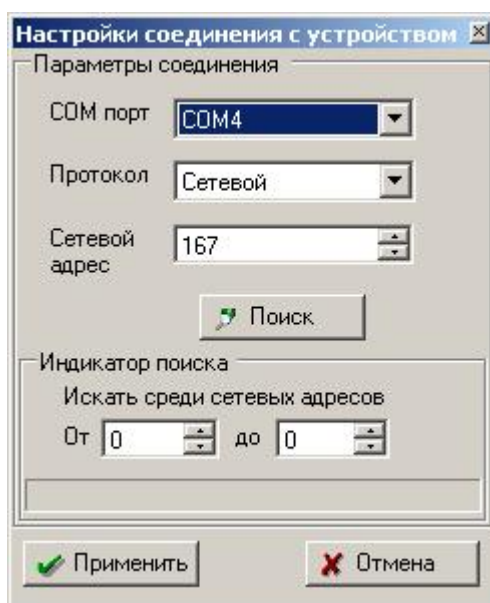 Настройки соединения с устройством
Параметры соединения
COM порт COM4
Протокол Сетевой
Сетевой адрес 167
Поиск
Индикатор поиска
Искать среди сетевых адресов
От 0 до 0
Применить Отмена